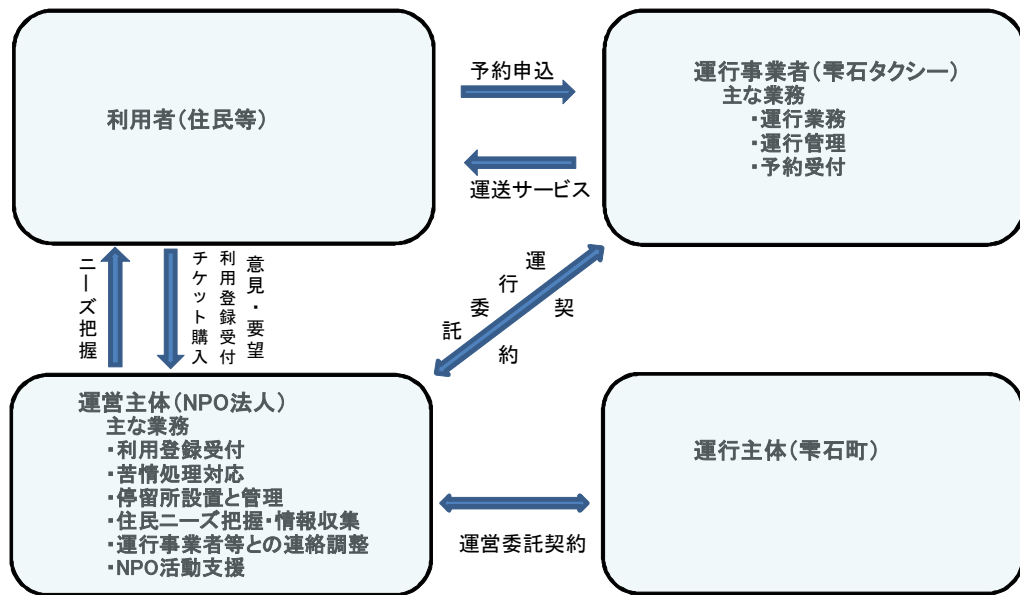 利用者(住民等)
予約申込
運送サービス
運行事業者(雫石タクシー)
主な業務
・運行業務
・運行管理
・予約受付
ニーズ把握
チケット購入
利用登録受付
意見・要望
運行委託契約
運営主体(NPO法人)
主な業務
・利用登録受付
・苦情処理対応
・停留所設置と管理
・住民ニーズ把握・情報収集
・運行事業者等との連絡調整
・NPO活動支援
運営委託契約
運行主体(雫石町)